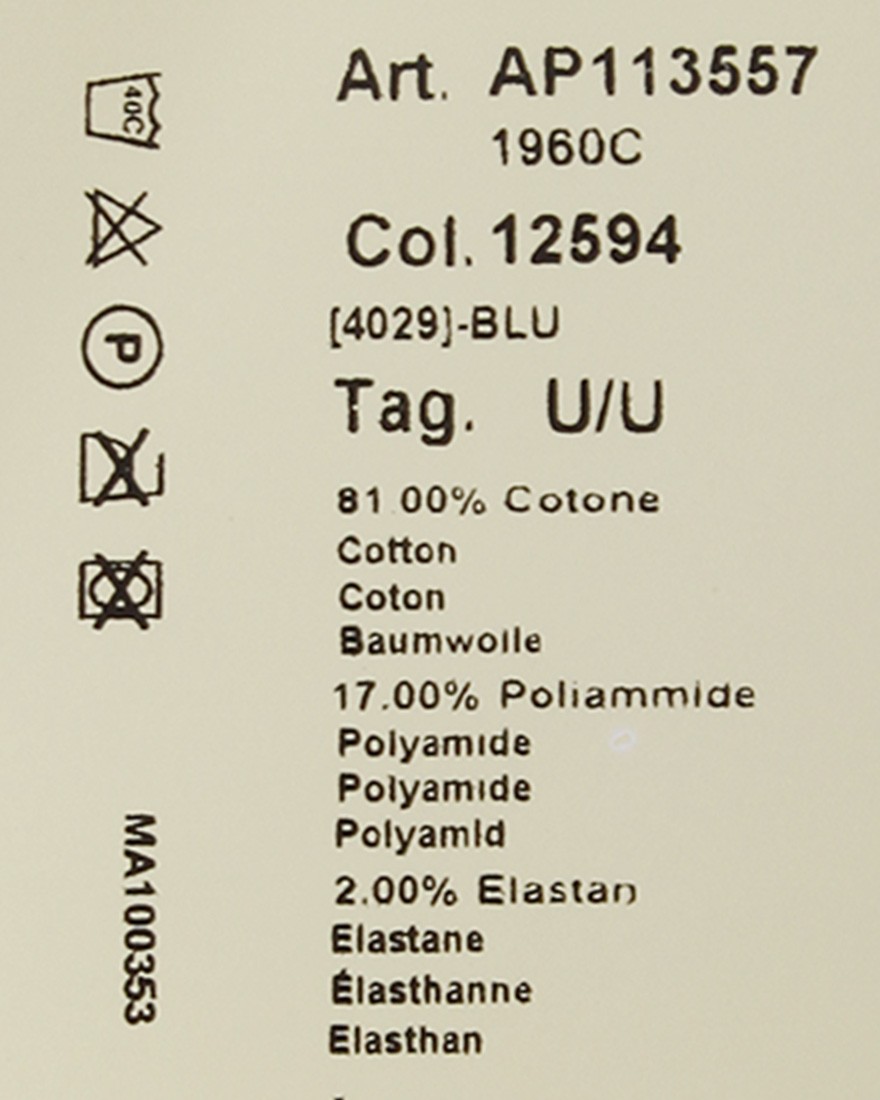 Art. AP113557
1960C
Col. 12594
[4029]-BLU
Tag. U/U
81 00% Cotone
Cotton
Coton
Baumwolle
17.00% Poliammide
Polyamide
Polyamide
Polyamid
2.00% Elastan
Elastane
Élasthanne
Elasthan
40C
P
MA100353